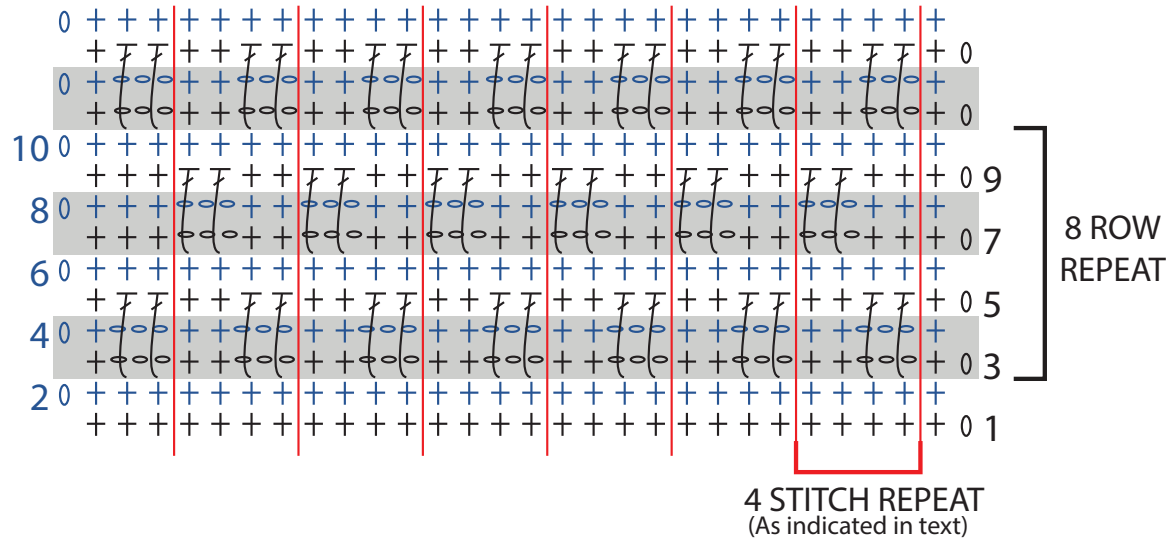 10
9
8
7
6
5
4
3
2
1
8 ROW
REPEAT
4 STITCH REPEAT
(As indicated in text)